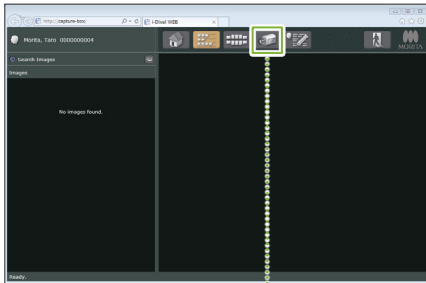 http://capture-box/
i-Dixel WEB
Morita, Taro 0000000004
MORITA
Search Images
Images
No images found.
Ready.